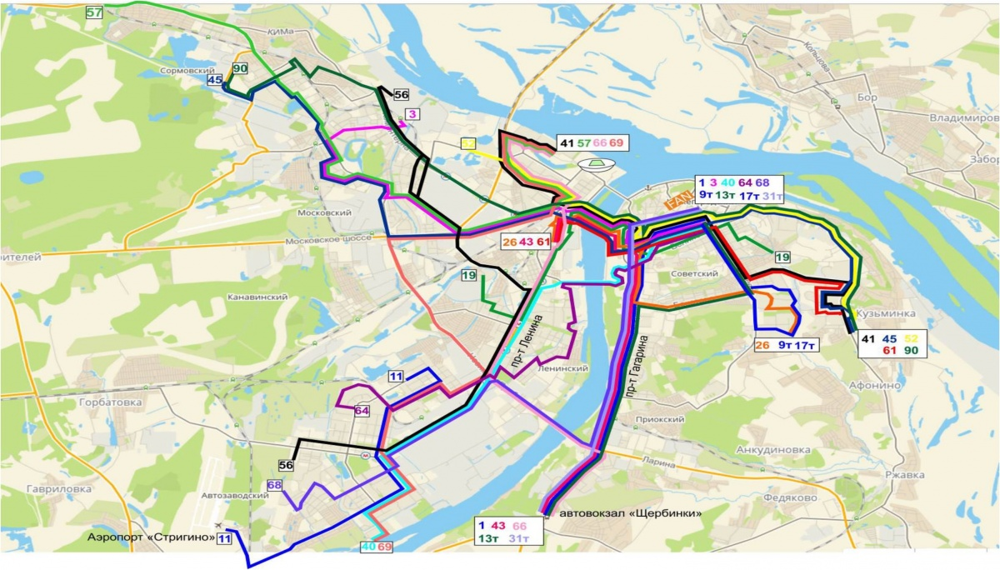 57
КИМа
Кольцова
Сормовский
90
45
56
Бор
3
Владимиров
52
41 57 66 69
Забор
1 3 40 64 68
9т 13т 17т 31т
FAN
Московский
Московское шоссе
26 43 61
19
19
Советский
Канавинский
Кузьминка
пр-т Ленина
пр-т Гагарина
26 9т 17т
41 45 52
61 90
Ленинский
11
Афонино
Горбатовка
64
Приокский
Анкудиновка
56
Ларина
Ржавка
68
Гавриловка
Автозаводский
Федяково
автовокзал «Щербинки»
Аэропорт «Стригино» 11
1 43 66
13т 31т
40 69